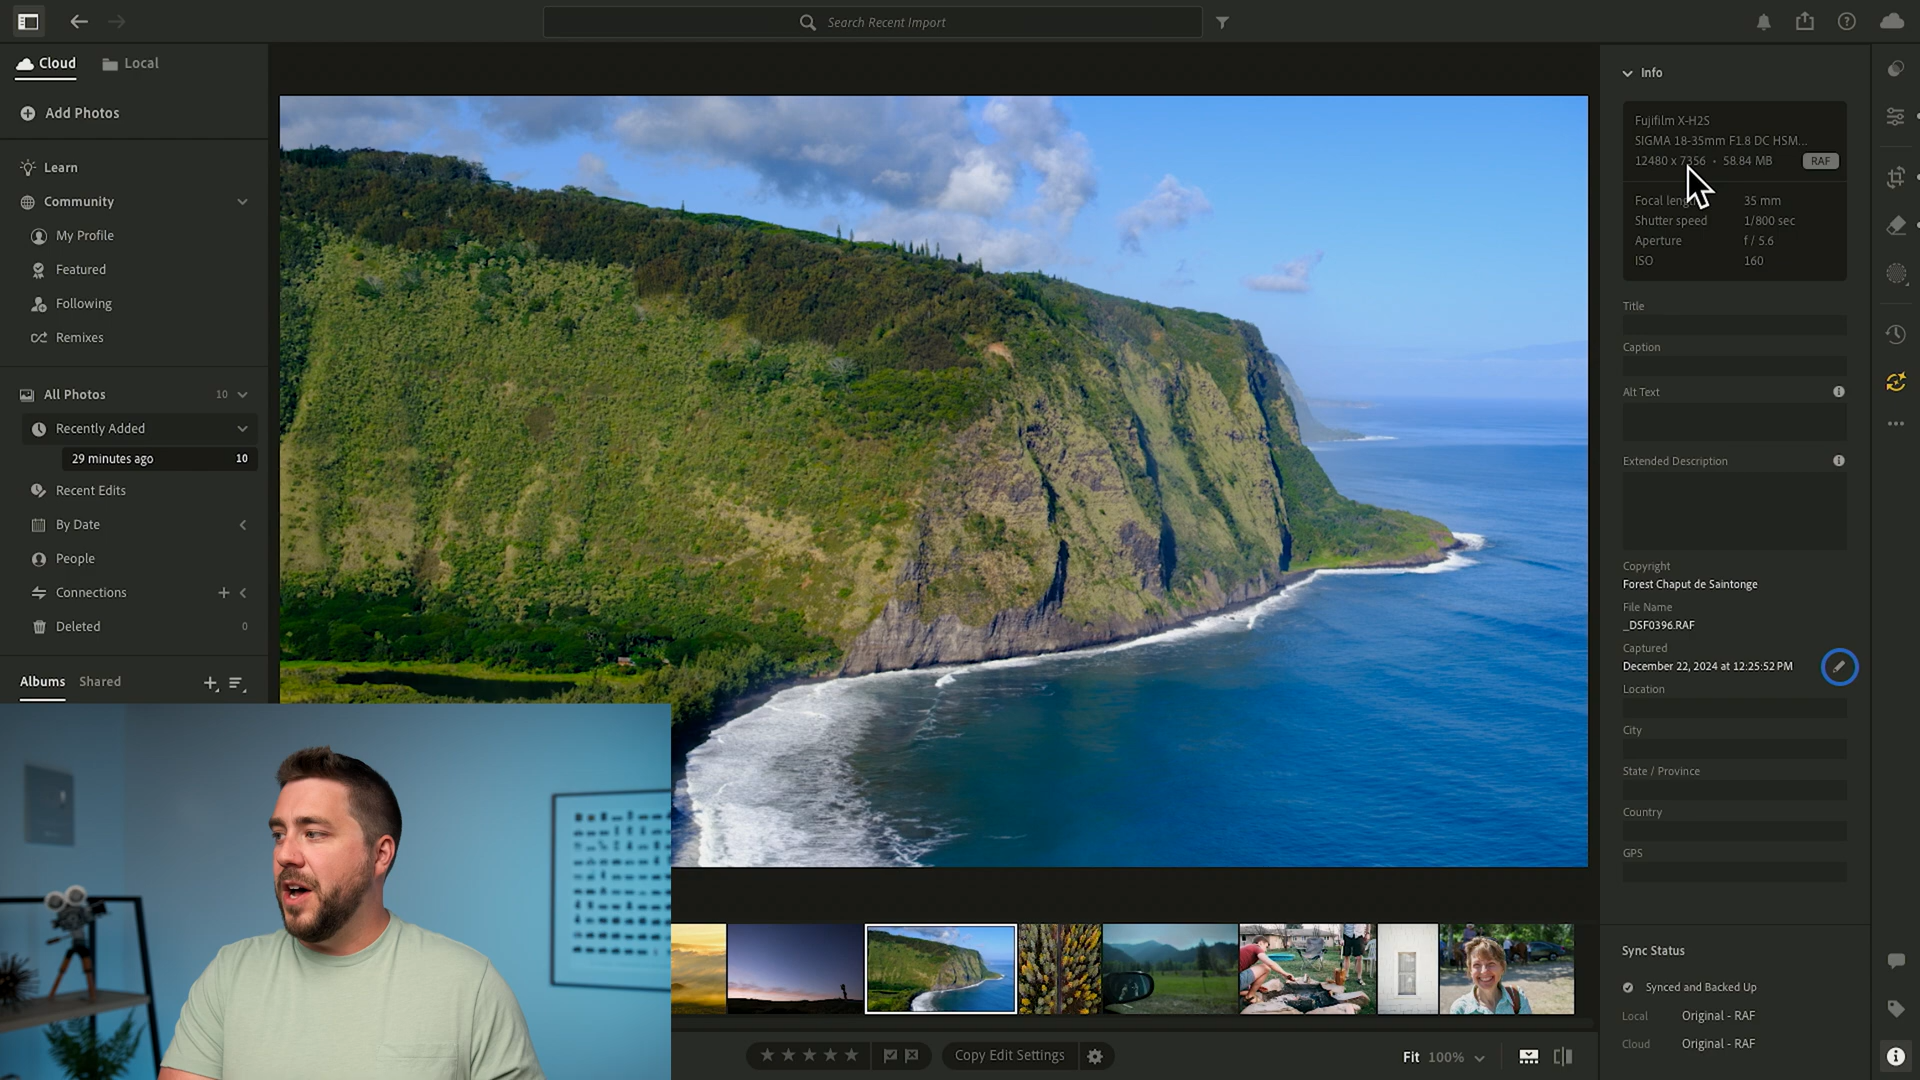 Search Recent Import
Cloud
Local
Add Photos
Learn
Community
My Profile
Featured
Following
Remixes
All Photos 10
Recently Added
29 minutes ago 10
Recent Edits
By Date
People
Connections
Deleted 0
Albums
Shared
Info
Fujifilm X-H2S
SIGMA 18-35mm F1.8 DC HSM...
12480 x 7356 • 58.84 MB RAF
Focal leng 35 mm
Shutter speed 1/800 sec
Aperture f / 5.6
ISO 160
Title
Caption
Alt Text
Extended Description
Copyright
Forest Chaput de Saintonge
File Name
_DSF0396.RAF
Captured
December 22, 2024 at 12:25:52 PM
Location
City
State / Province
Country
GPS
Sync Status
Synced and Backed Up
Local Original - RAF
Cloud Original - RAF
Copy Edit Settings
Fit 100%